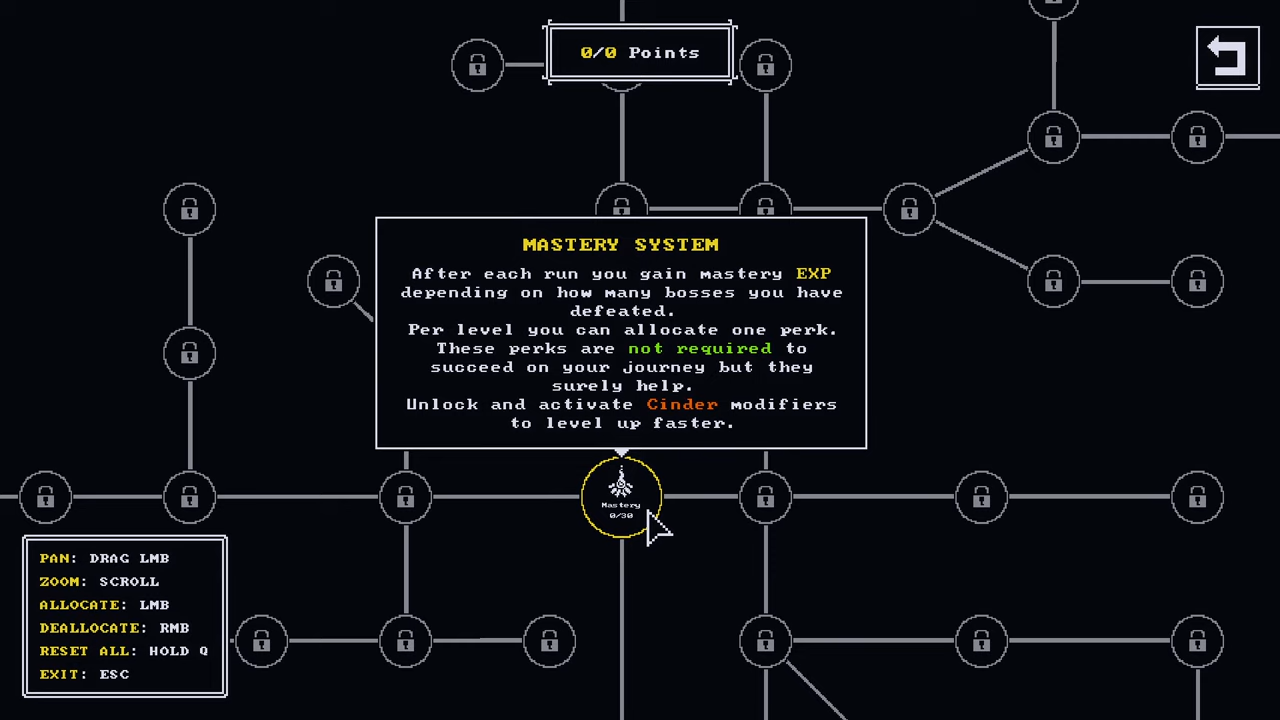 0/0 Points
MASTERY SYSTEM
After each run you gain mastery EXP
depending on how many bosses you have
defeated.
Per level you can allocate one perk.
These perks are not required to
succeed on your journey but they
surely help.
Unlock and activate Cinder modifiers
to level up faster.
Mastery
0/30
PAN: DRAG LMB
ZOOM: SCROLL
ALLOCATE: LMB
DEALLOCATE: RMB
RESET ALL: HOLD Q
EXIT: ESC